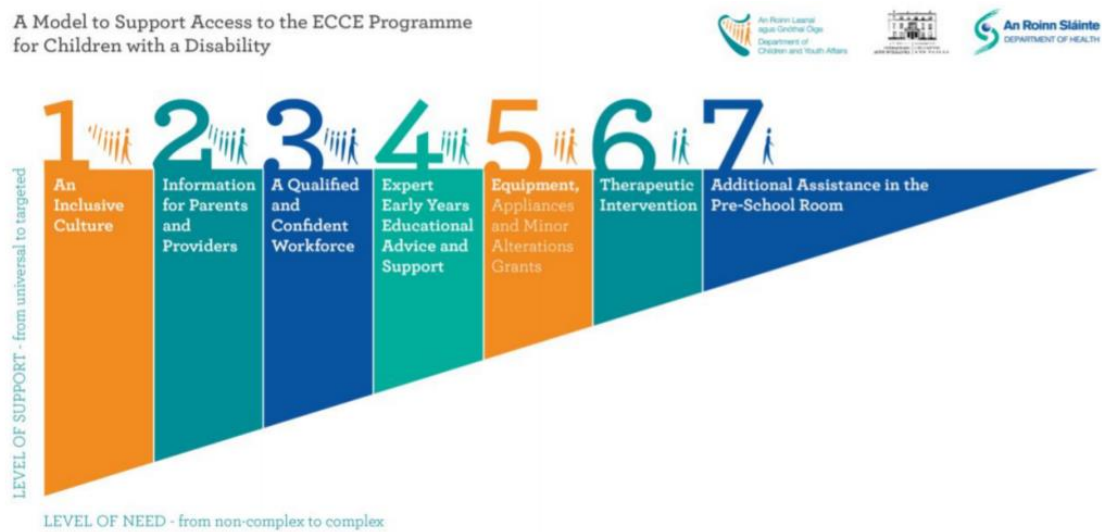 A Model to Support Access to the ECCE Programme
for Children with a Disability
An Roinn Leanaí
agus Gnóthaí Óige
Department of
Children and Youth Affairs
An Roinn Sláinte
DEPARTMENT OF HEALTH
1
An
Inclusive
Culture
2
Information
for Parents
and
Providers
3
A Qualified
and
Confident
Workforce
4
Expert
Early Years
Educational
Advice and
Support
5
Equipment,
Appliances
and Minor
Alterations
Grants
6
Therapeutic
Intervention
7
Additional Assistance in the
Pre-School Room
LEVEL OF SUPPORT - from universal to targeted
LEVEL OF NEED - from non-complex to complex